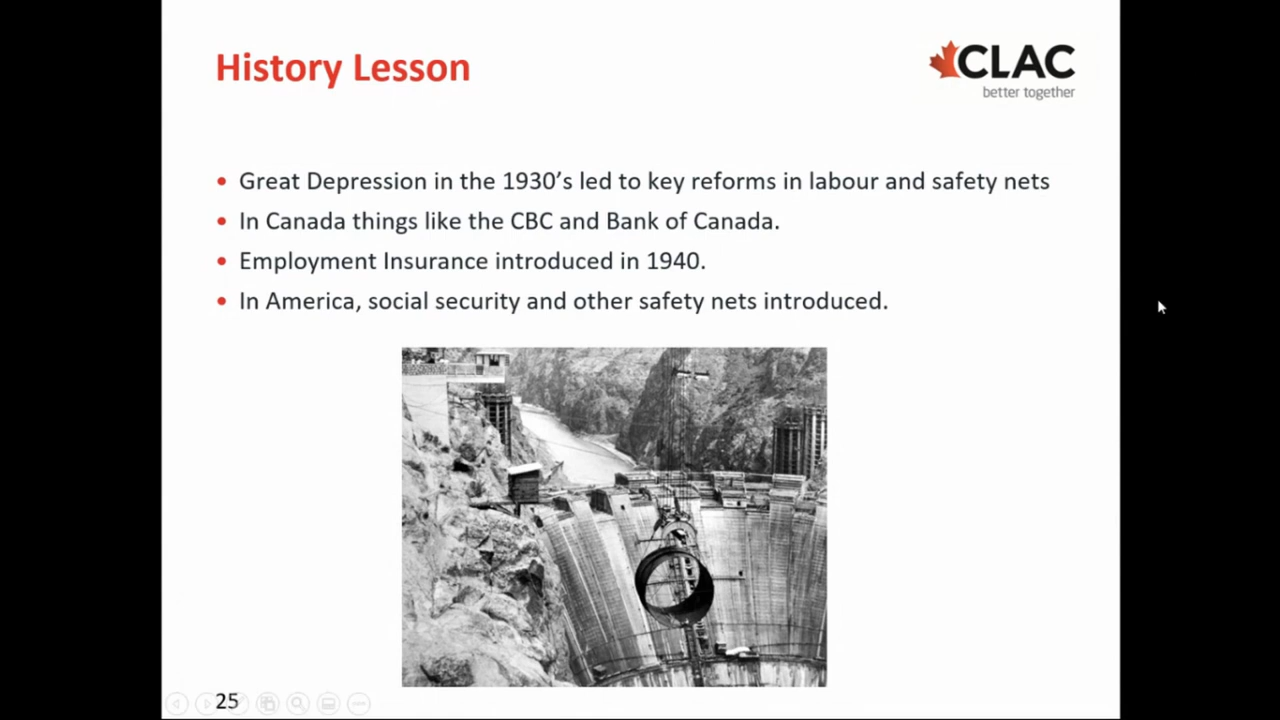 History Lesson
CLAC
better together
• Great Depression in the 1930’s led to key reforms in labour and safety nets
• In Canada things like the CBC and Bank of Canada.
• Employment Insurance introduced in 1940.
• In America, social security and other safety nets introduced.
25